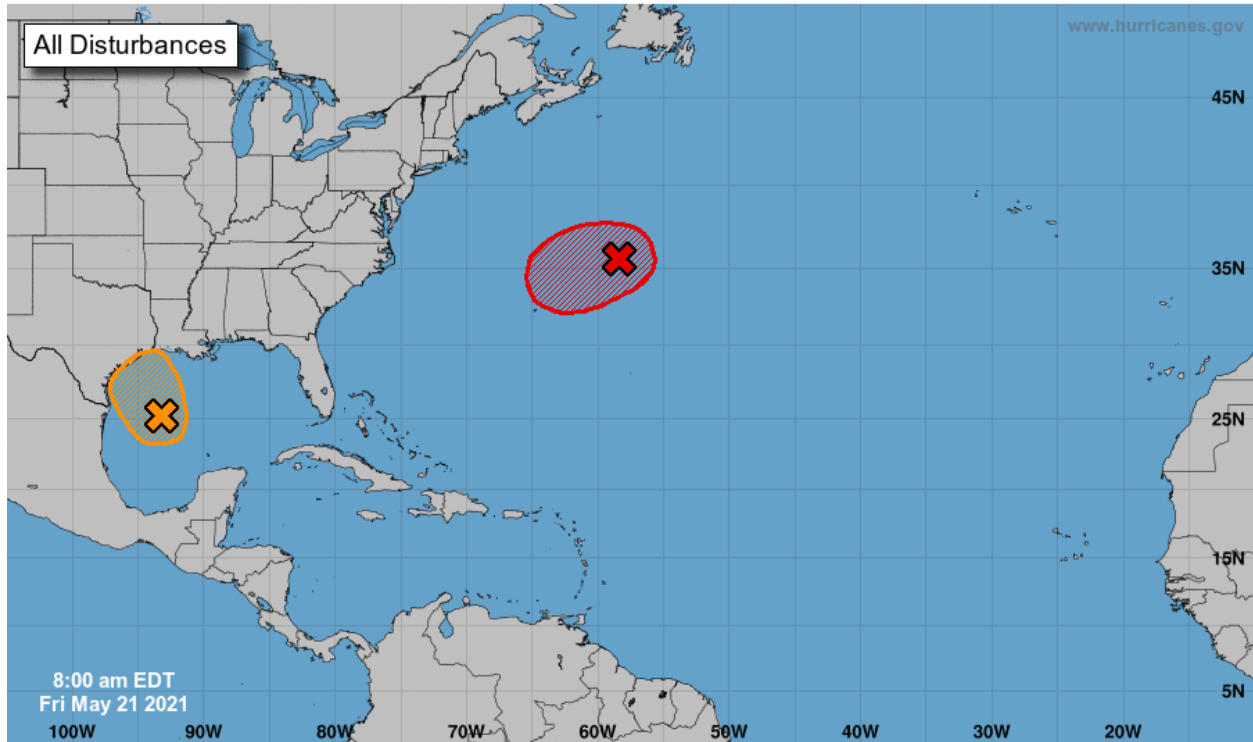 All Disturbances
www.hurricanes.gov
45N
35N
25N
15N
5N
8:00 am EDT
Fri May 21 2021
100W 90W 80W 70W 60W 50W 40W 30W 20W